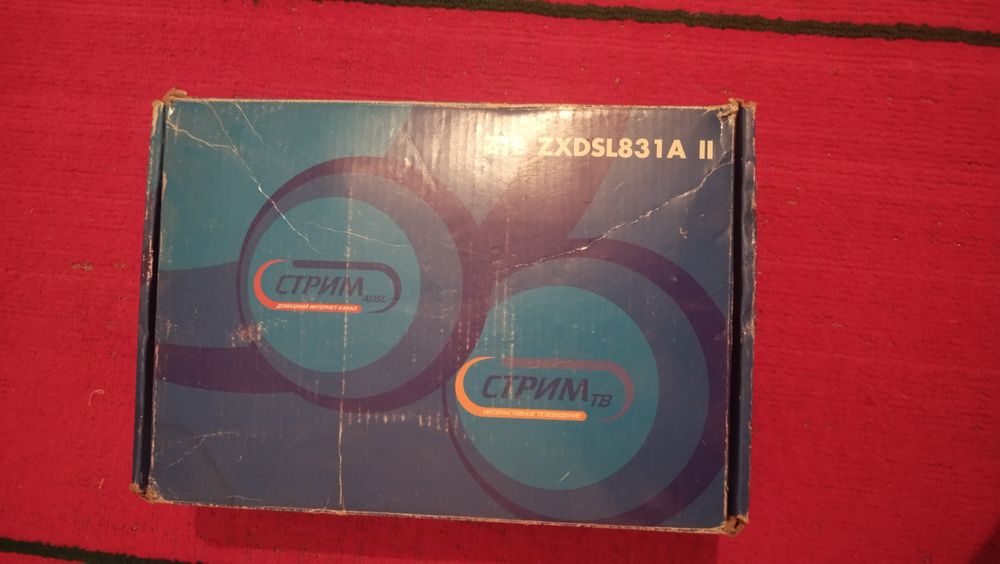 ZXDSL831A II
СТРИМ ADSL
ДОМАШНИЙ ИНТЕРНЕТ-КАНАЛ
СТРИМ ТВ
ИНТЕРАКТИВНОЕ ТЕЛЕВИДЕНИЕ